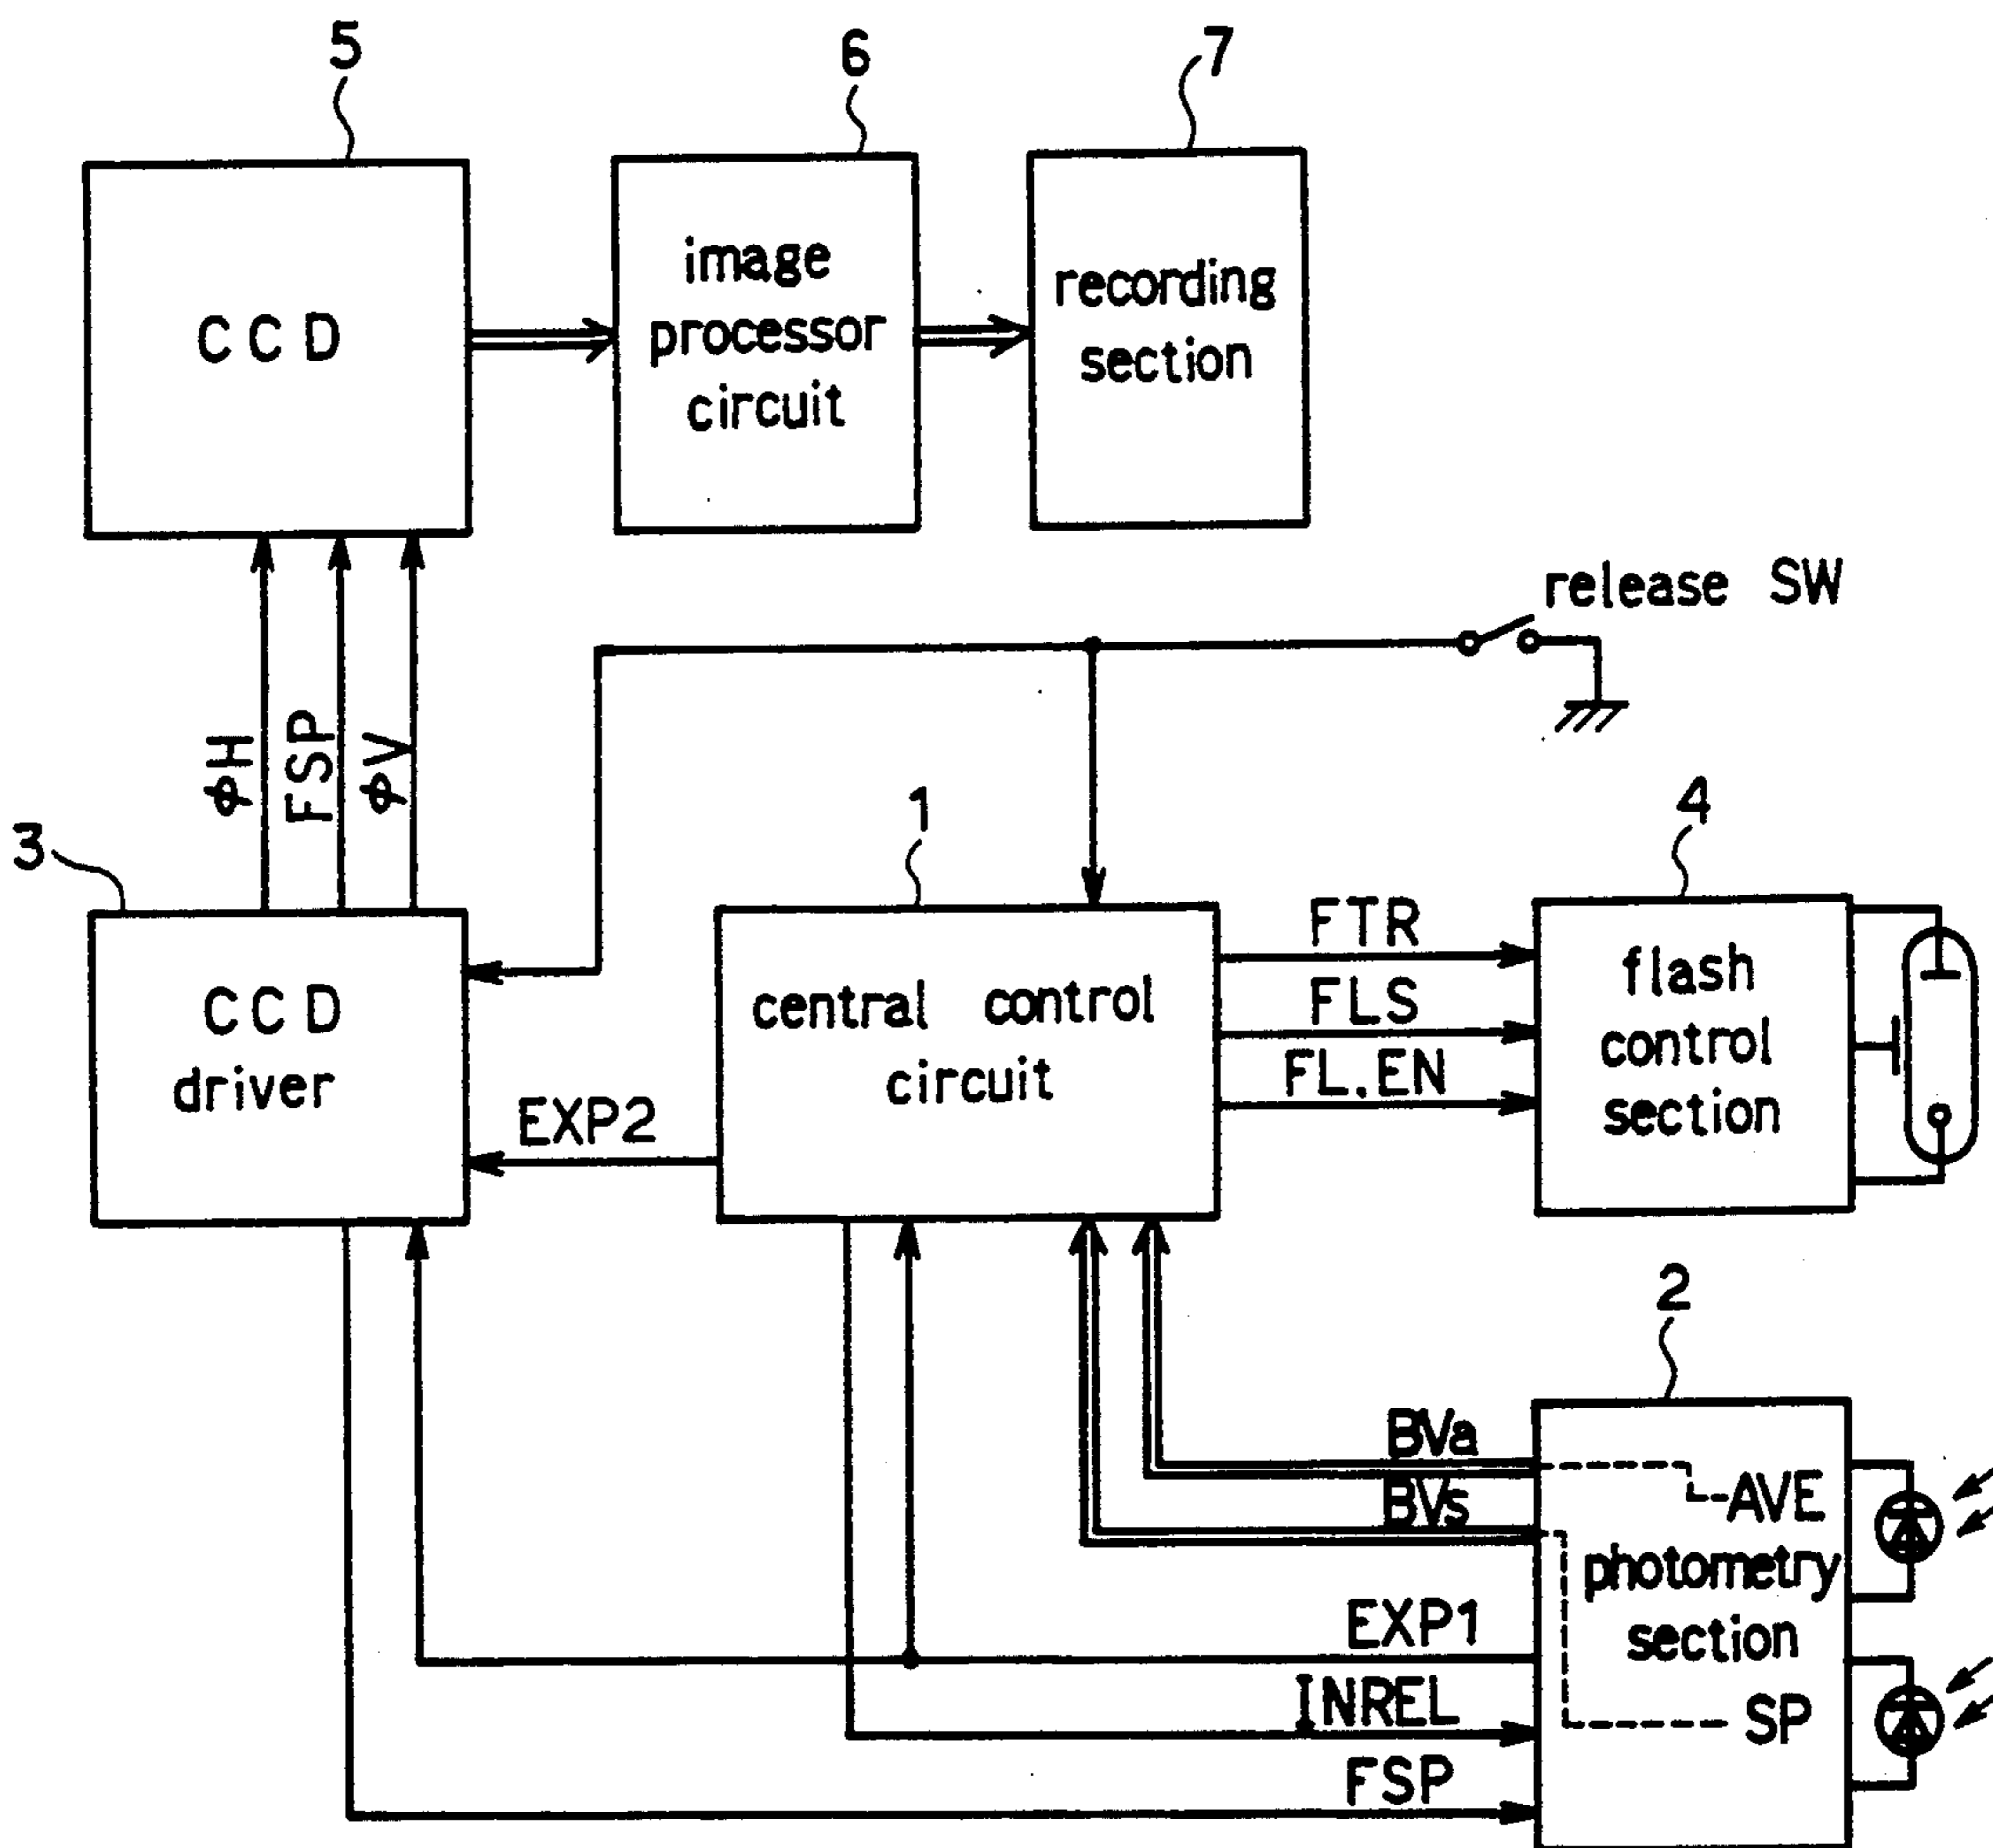 5
6
7
CCD
image
processor
circuit
recording
section
release SW
φH
FSP
φV
3
1
4
CCD
driver
central control
circuit
FTR
FLS
FL.EN
flash
control
section
EXP2
2
BVa
BVs
AVE
photometry
section
SP
EXP1
INREL
FSP